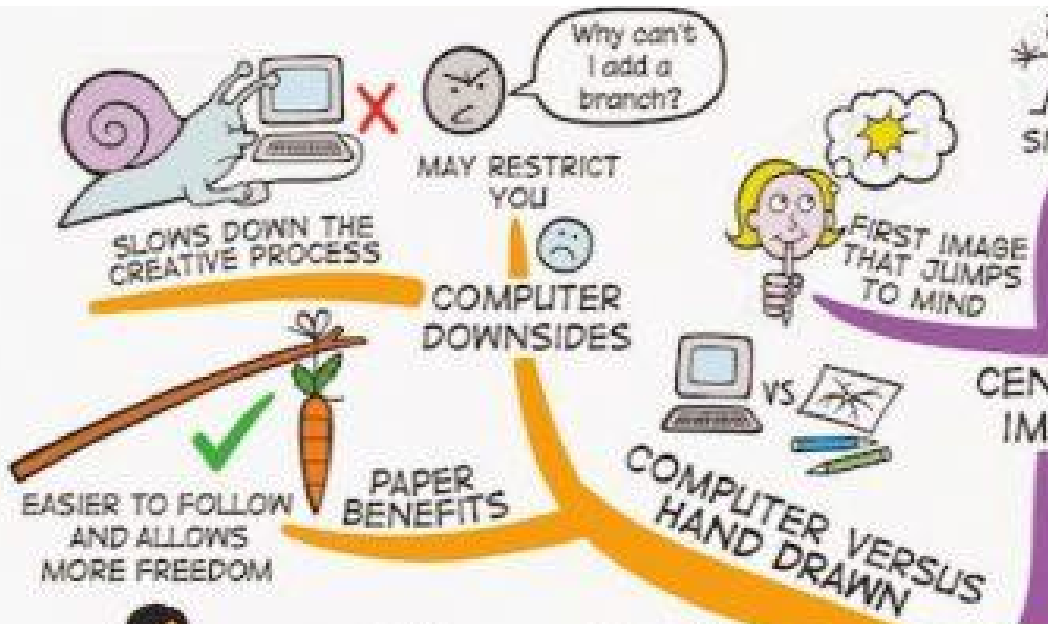 Why can't
I add a
branch?
MAY RESTRICT
YOU
SLOWS DOWN THE
CREATIVE PROCESS
COMPUTER
DOWNSIDES
FIRST IMAGE
THAT JUMPS
TO MIND
VS
COMPUTER VERSUS
HAND DRAWN
PAPER
BENEFITS
EASIER TO FOLLOW
AND ALLOWS
MORE FREEDOM